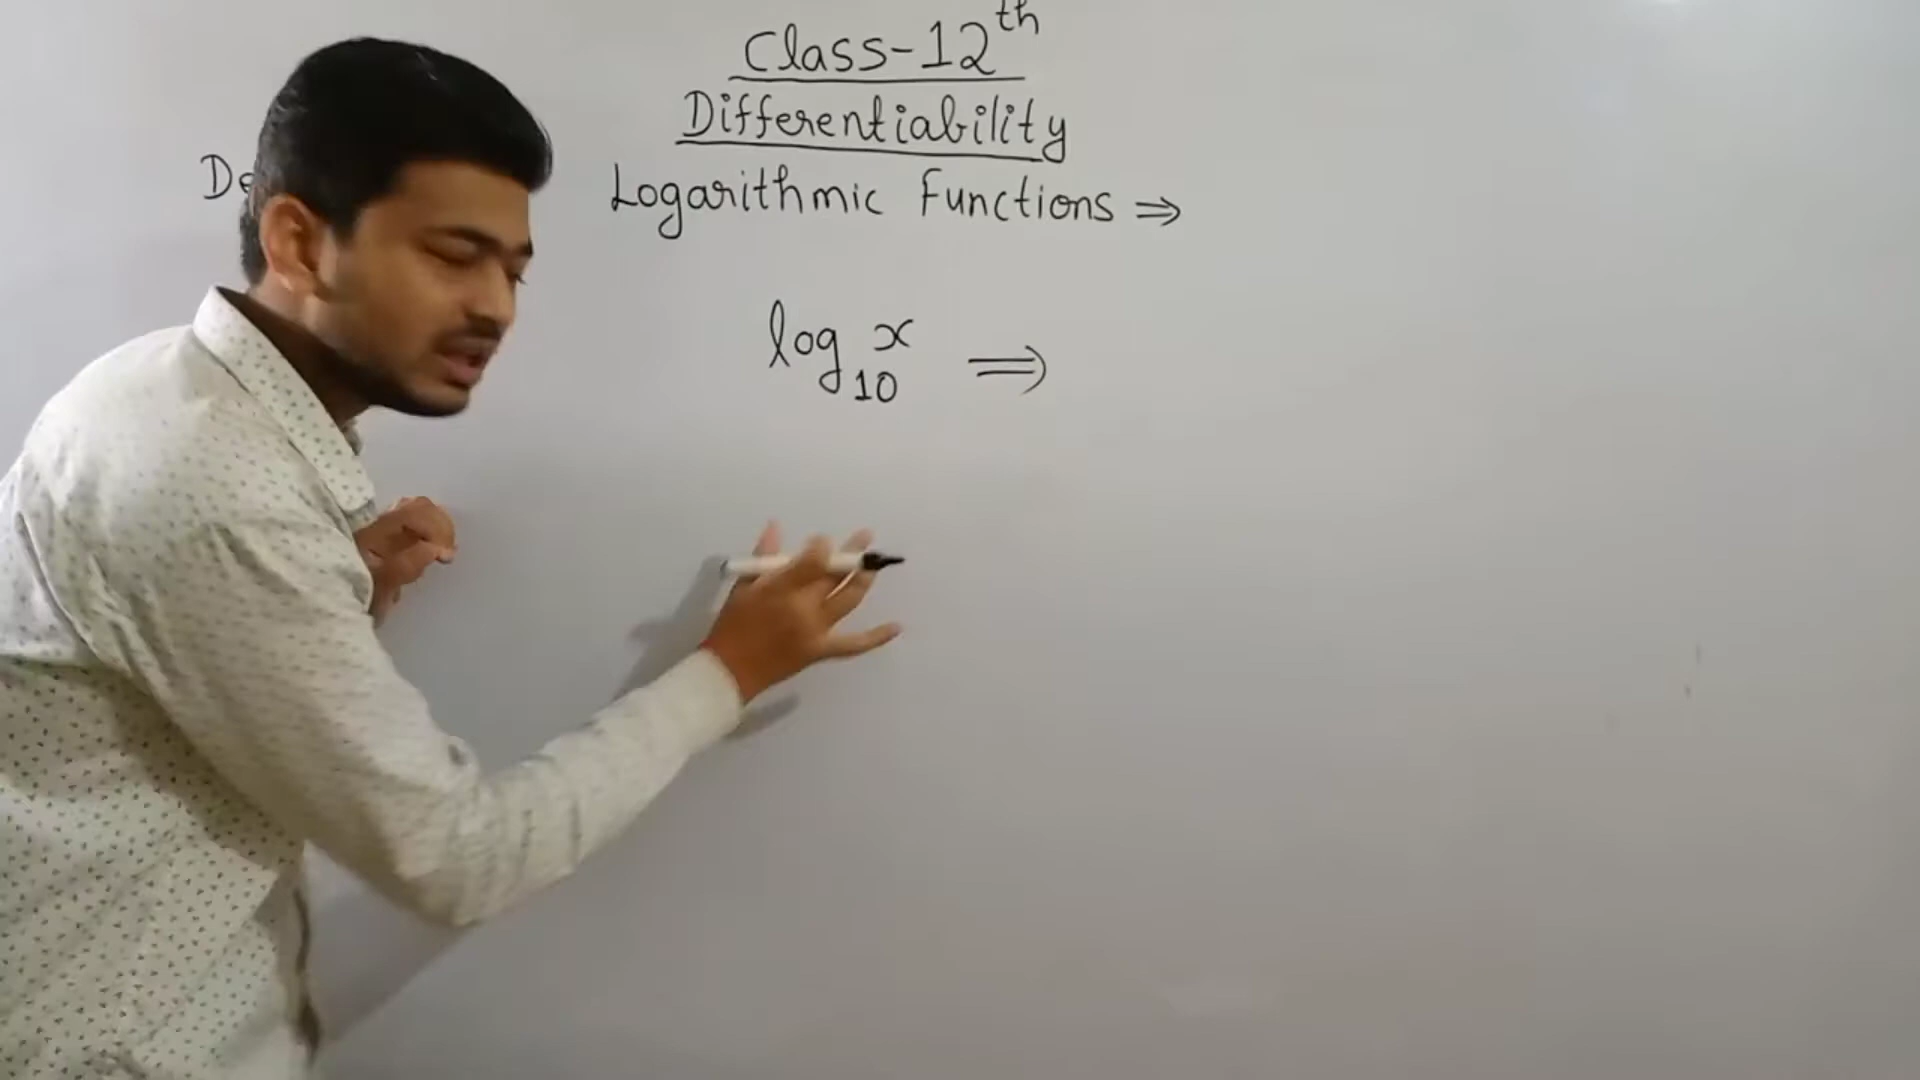 Class-12th
Differentiability
Logarithmic Functions ⇒
log₁₀ x ⇒